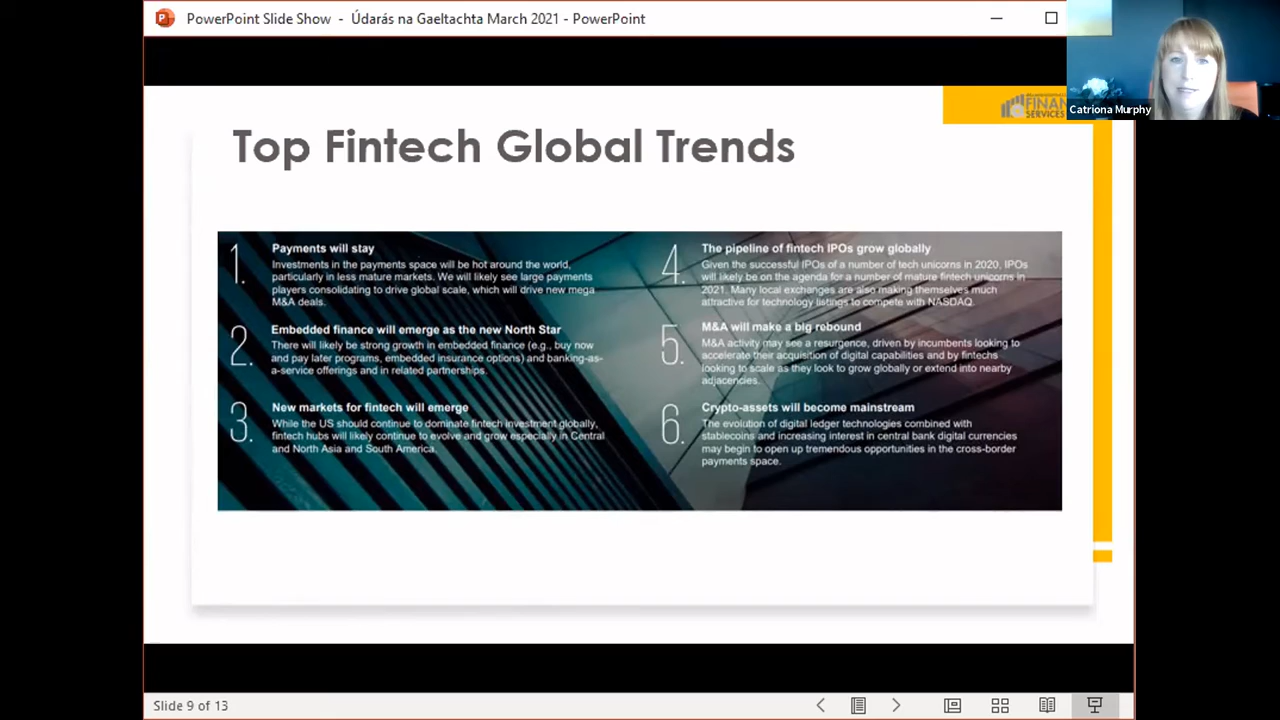 PowerPoint Slide Show - Údarás na Gaeltachta March 2021 - PowerPoint
Catriona Murphy
FINAN
SERVICES
Top Fintech Global Trends
1.
Payments will stay
Investments in the payments space will be hot around the world,
particularly in less mature markets. We will likely see large payments
players consolidating to drive global scale, which will drive new mega
M&A deals.
2.
Embedded finance will emerge as the new North Star
There will likely be strong growth in embedded finance (e.g., buy now
and pay later programs, embedded insurance options) and banking-as-
a-service offerings and in related partnerships.
3.
New markets for fintech will emerge
While the US should continue to dominate fintech investment globally,
fintech hubs will likely continue to evolve and grow especially in Central
and North Asia and South America.
4.
The pipeline of fintech IPOs grow globally
Given the successful IPOs of a number of tech unicorns in 2020, IPOs
will likely be on the agenda for a number of mature fintech unicorns in
2021. Many local exchanges are also making themselves much
attractive for technology listings to compete with NASDAQ.
5.
M&A will make a big rebound
M&A activity may see a resurgence, driven by incumbents looking to
accelerate their acquisition of digital capabilities and by fintechs
looking to scale as they look to grow globally or extend into nearby
adjacencies.
6.
Crypto-assets will become mainstream
The evolution of digital ledger technologies combined with
stablecoins and increasing interest in central bank digital currencies
may begin to open up tremendous opportunities in the cross-border
payments space.
Slide 9 of 13